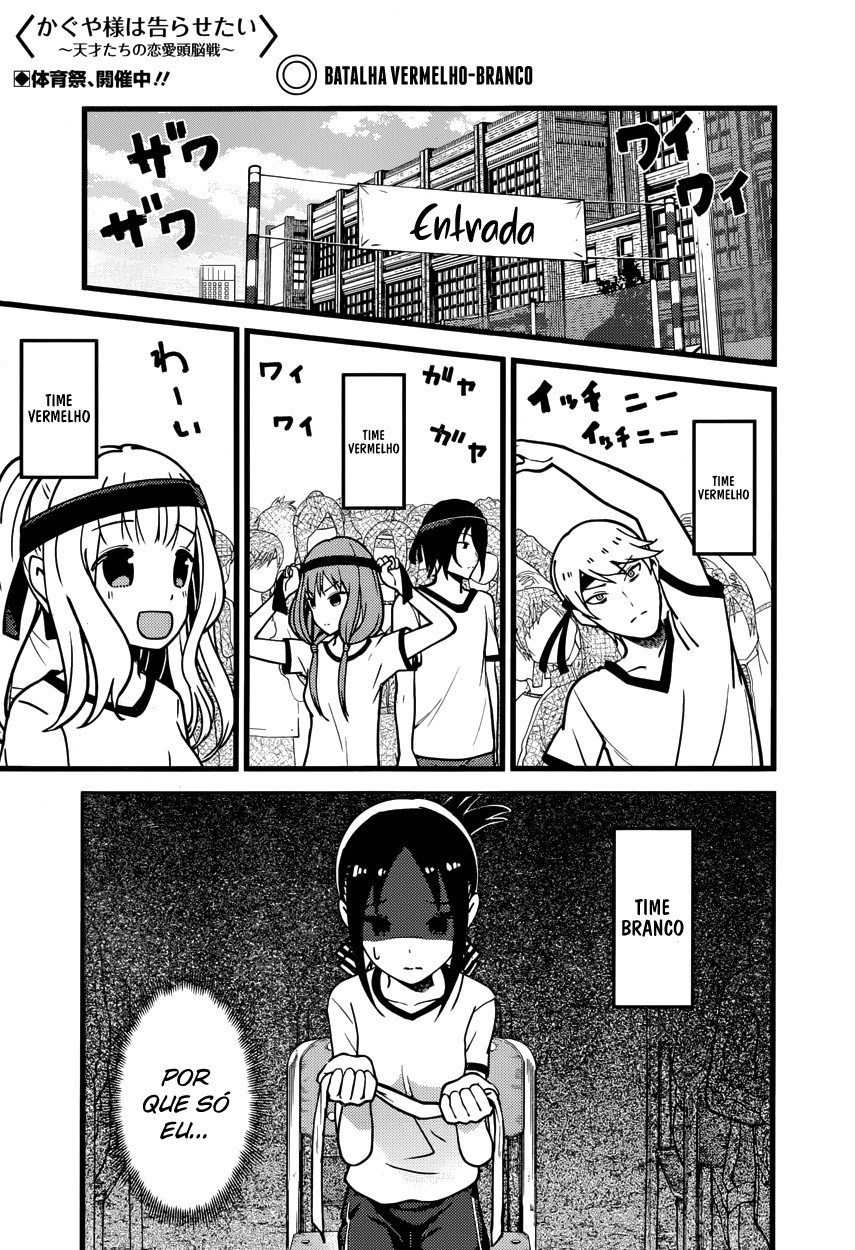 かぐや様は告らせたい
～天才たちの恋愛頭脳戦～
◆体育祭、開催中!!
BATALHA VERMELHO-BRANCO
ザワ
ザワ
ワイ
ワイ
Entrada
イッチニー
イッチニー
TIME
VERMELHO
ガヤ
ガヤ
TIME
VERMELHO
ワイ
ワイ
わーい
TIME
VERMELHO
TIME
BRANCO
POR
QUE SÓ
EU...